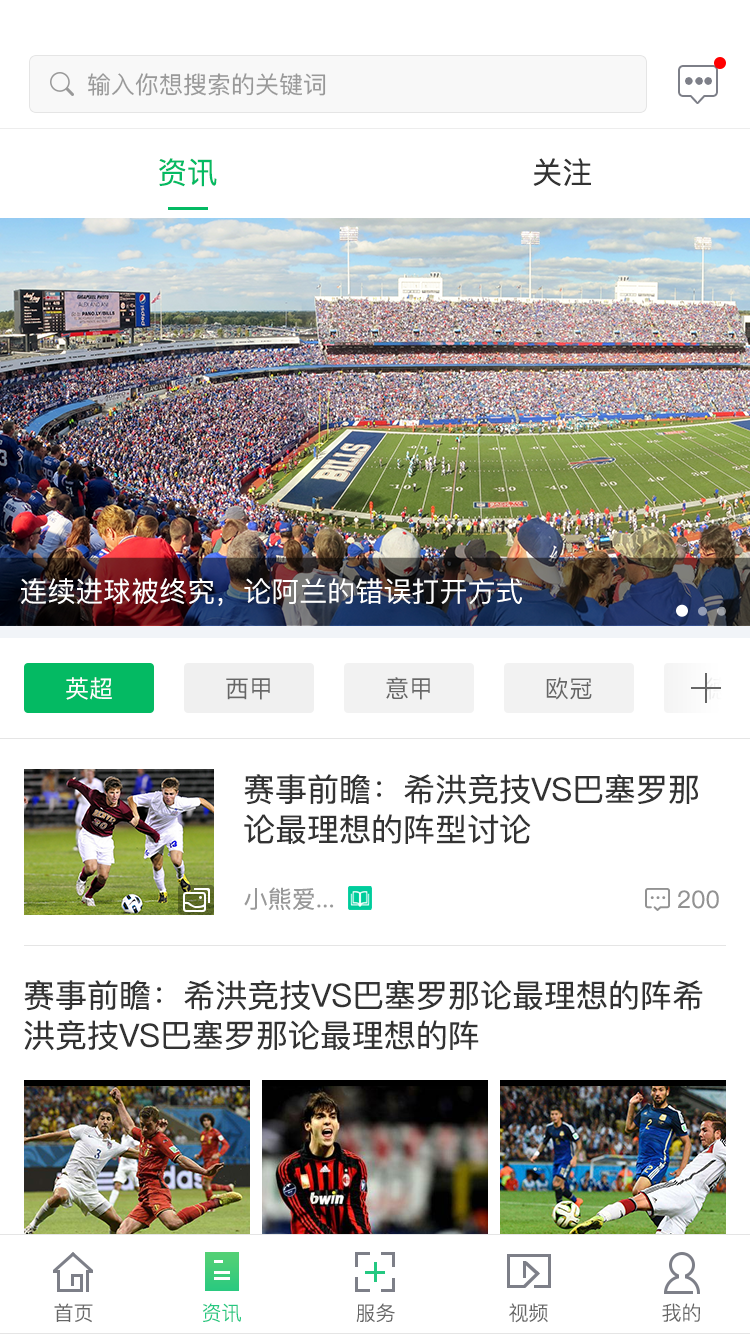 输入你想搜索的关键词
资讯 关注
BILLS
连续进球被终究，论阿兰的错误打开方式
英超 西甲 意甲 欧冠
赛事前瞻：希洪竞技VS巴塞罗那
论最理想的阵型讨论
小熊爱... 200
赛事前瞻：希洪竞技VS巴塞罗那论最理想的阵希
洪竞技VS巴塞罗那论最理想的阵
bwin
首页 资讯 服务 视频 我的